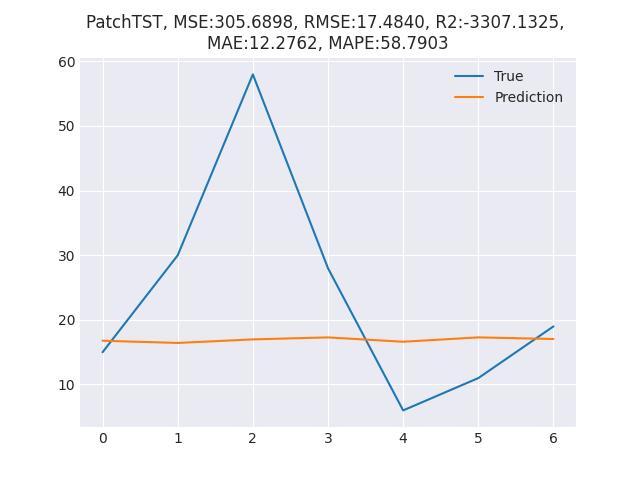 PatchTST, MSE:305.6898, RMSE:17.4840, R2:-3307.1325,
MAE:12.2762, MAPE:58.7903
True
Prediction
60
50
40
30
20
10
0 1 2 3 4 5 6